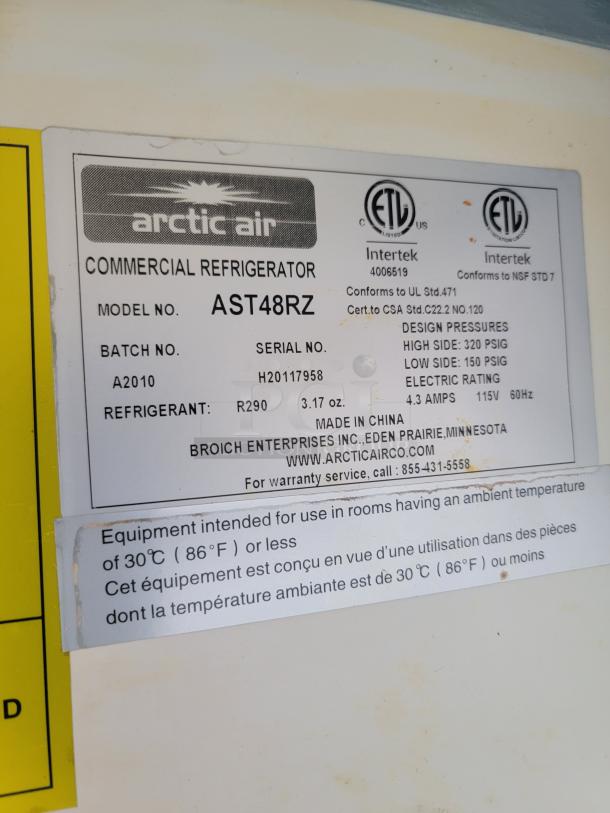 arctic air
COMMERCIAL REFRIGERATOR
MODEL NO. AST48RZ
BATCH NO. SERIAL NO.
A2010 H20117958
REFRIGERANT: R290 3.17 oz.
C ETL US
LISTED
Intertek
4006519
ETL
Intertek
Conforms to NSF STD 7
Conforms to UL Std.471
Cert.to CSA Std.C22.2 NO.120
DESIGN PRESSURES
HIGH SIDE: 320 PSIG
LOW SIDE: 150 PSIG
ELECTRIC RATING
4.3 AMPS 115V 60Hz
MADE IN CHINA
BROICH ENTERPRISES INC.,EDEN PRAIRIE,MINNESOTA
WWW.ARCTICAIRCO.COM
For warranty service, call : 855-431-5558
Equipment intended for use in rooms having an ambient temperature
of 30℃ ( 86°F ) or less
Cet équipement est conçu en vue d'une utilisation dans des pièces
dont la température ambiante est de 30℃ ( 86°F ) ou moins
D